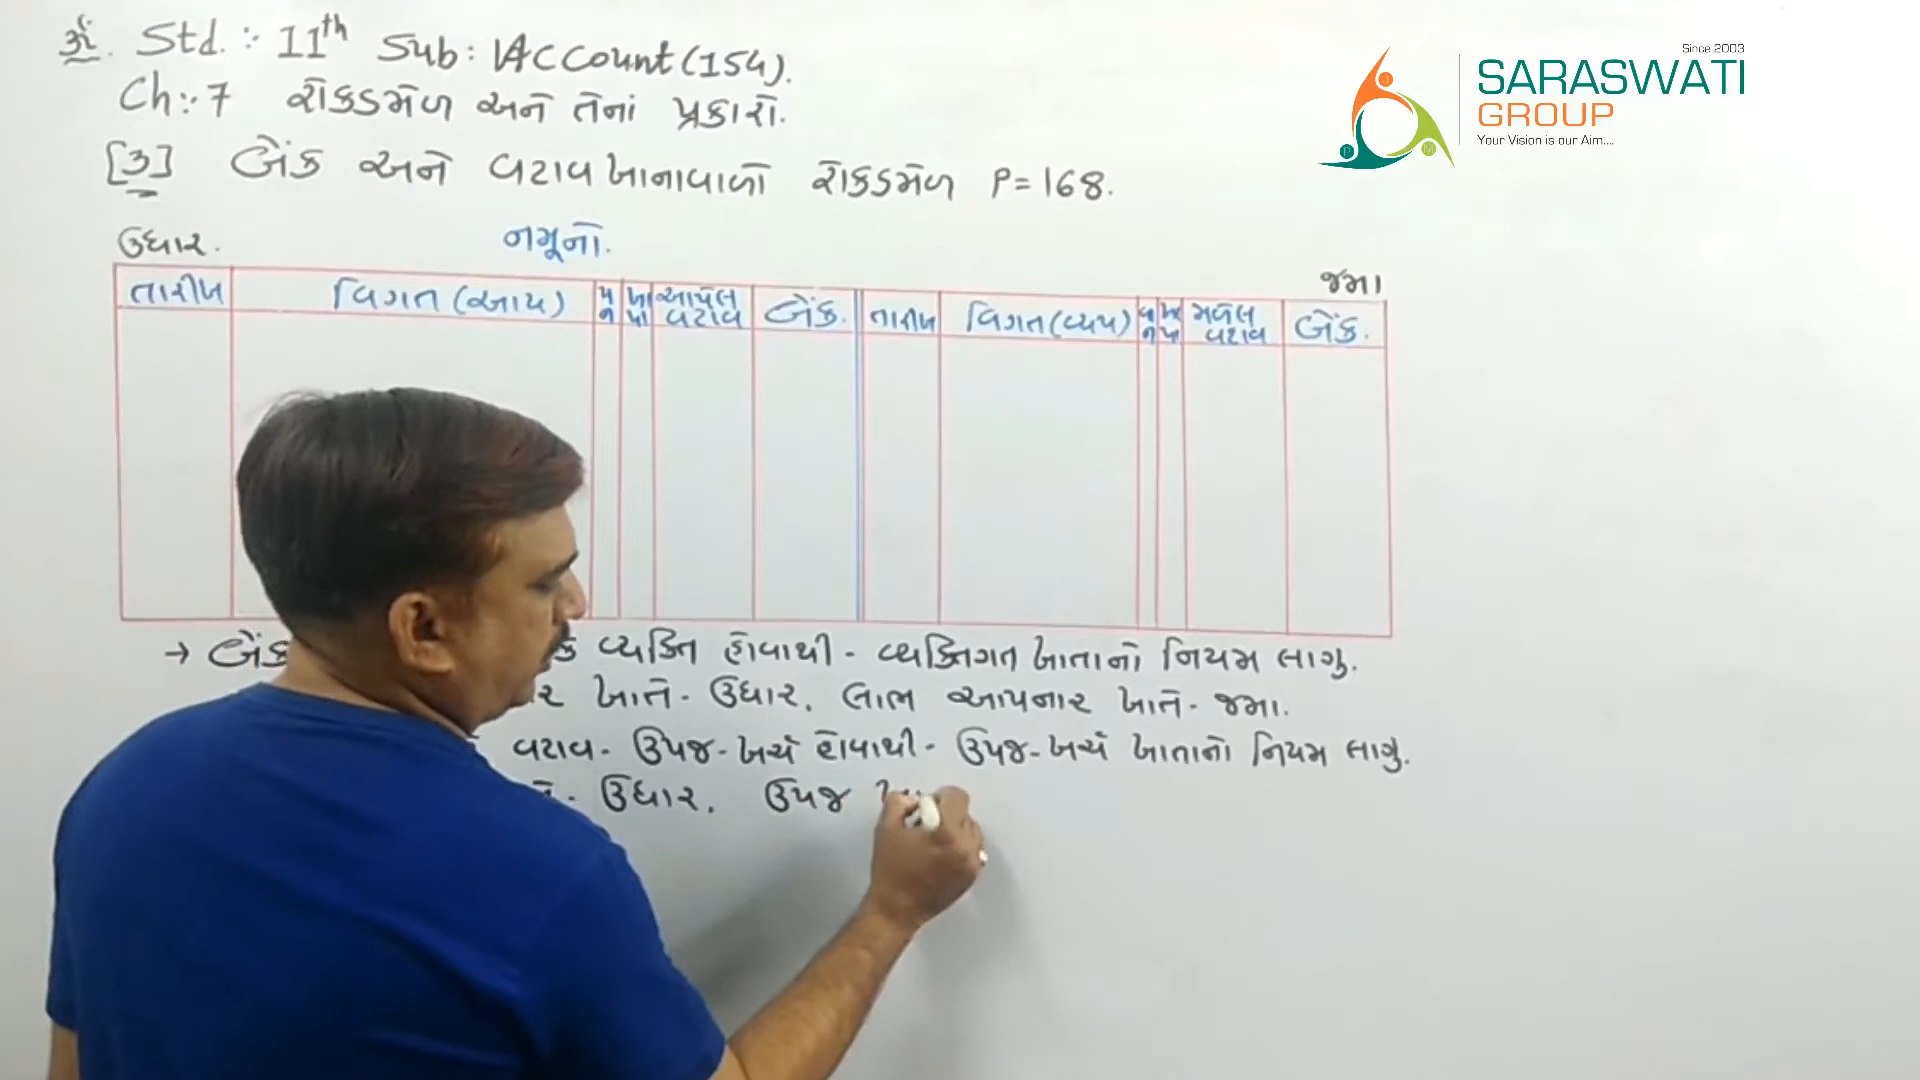 ૐ. Std. :- 11th Sub : Account (154).
Ch :- 7 રોકડમેળ અને તેનાં પ્રકારો.
[3] બેંક અને વટાવ ખાનાવાળો રોકડમેળ P = 168.
ઉધાર. નમૂનો. જમા
તારીખ વિગત (આય) પ ન ખા પા આપેલ વટાવ બેંક. તારીખ વિગત (વ્યય) વા ન ખા પા મળેલ વટાવ બેંક.
→ બેંક વ્યક્તિ હોવાથી - વ્યક્તિગત ખાતાનો નિયમ લાગુ.
ખાતે - ઉધાર. લાભ આપનાર ખાતે - જમા.
વટાવ - ઉપજ - ખર્ચ હોવાથી - ઉપજ - ખર્ચ ખાતાનો નિયમ લાગુ.
ઉધાર. ઉપજ
Since 2003
SARASWATI
GROUP
Your Vision is our Aim....